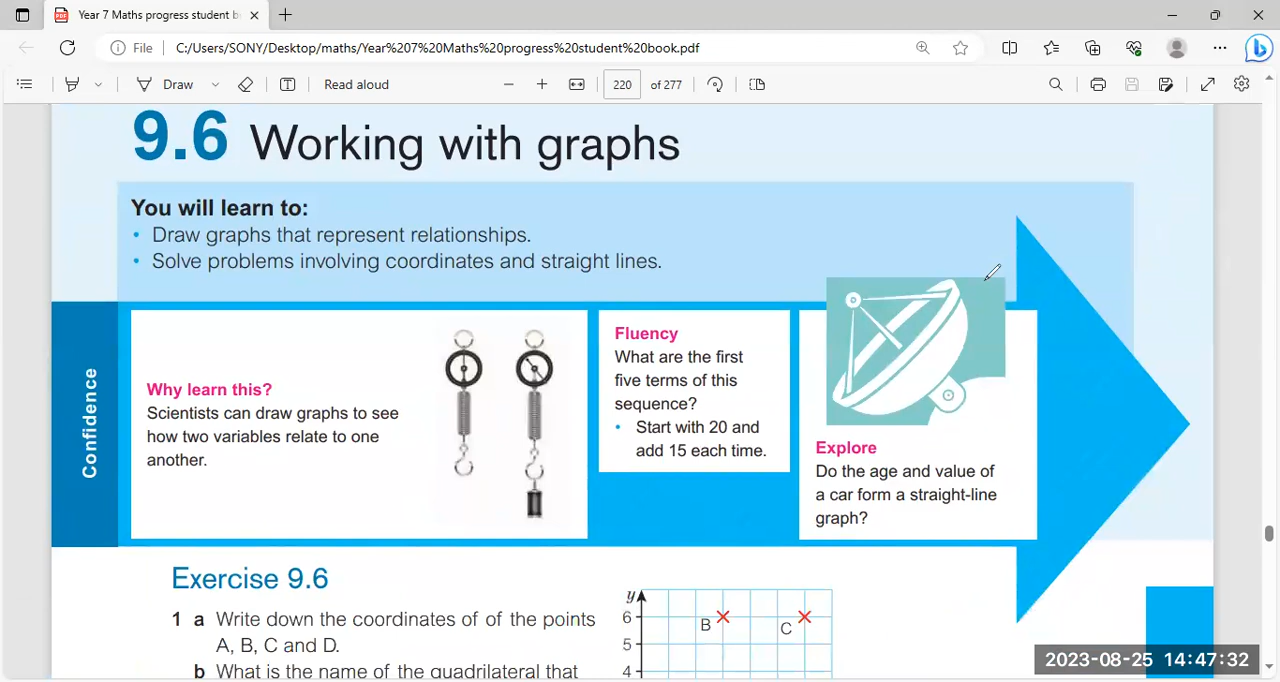 Year 7 Maths progress student b
File
C:/Users/SONY/Desktop/maths/Year%207%20Maths%20progress%20student%20book.pdf
Draw
Read aloud
220
of 277
9.6 Working with graphs
You will learn to:
• Draw graphs that represent relationships.
• Solve problems involving coordinates and straight lines.
Confidence
Why learn this?
Scientists can draw graphs to see
how two variables relate to one
another.
Fluency
What are the first
five terms of this
sequence?
• Start with 20 and
add 15 each time.
Explore
Do the age and value of
a car form a straight-line
graph?
Exercise 9.6
1 a Write down the coordinates of of the points
A, B, C and D.
b What is the name of the quadrilateral that
y
6
B
C
5
4
2023-08-25 14:47:32